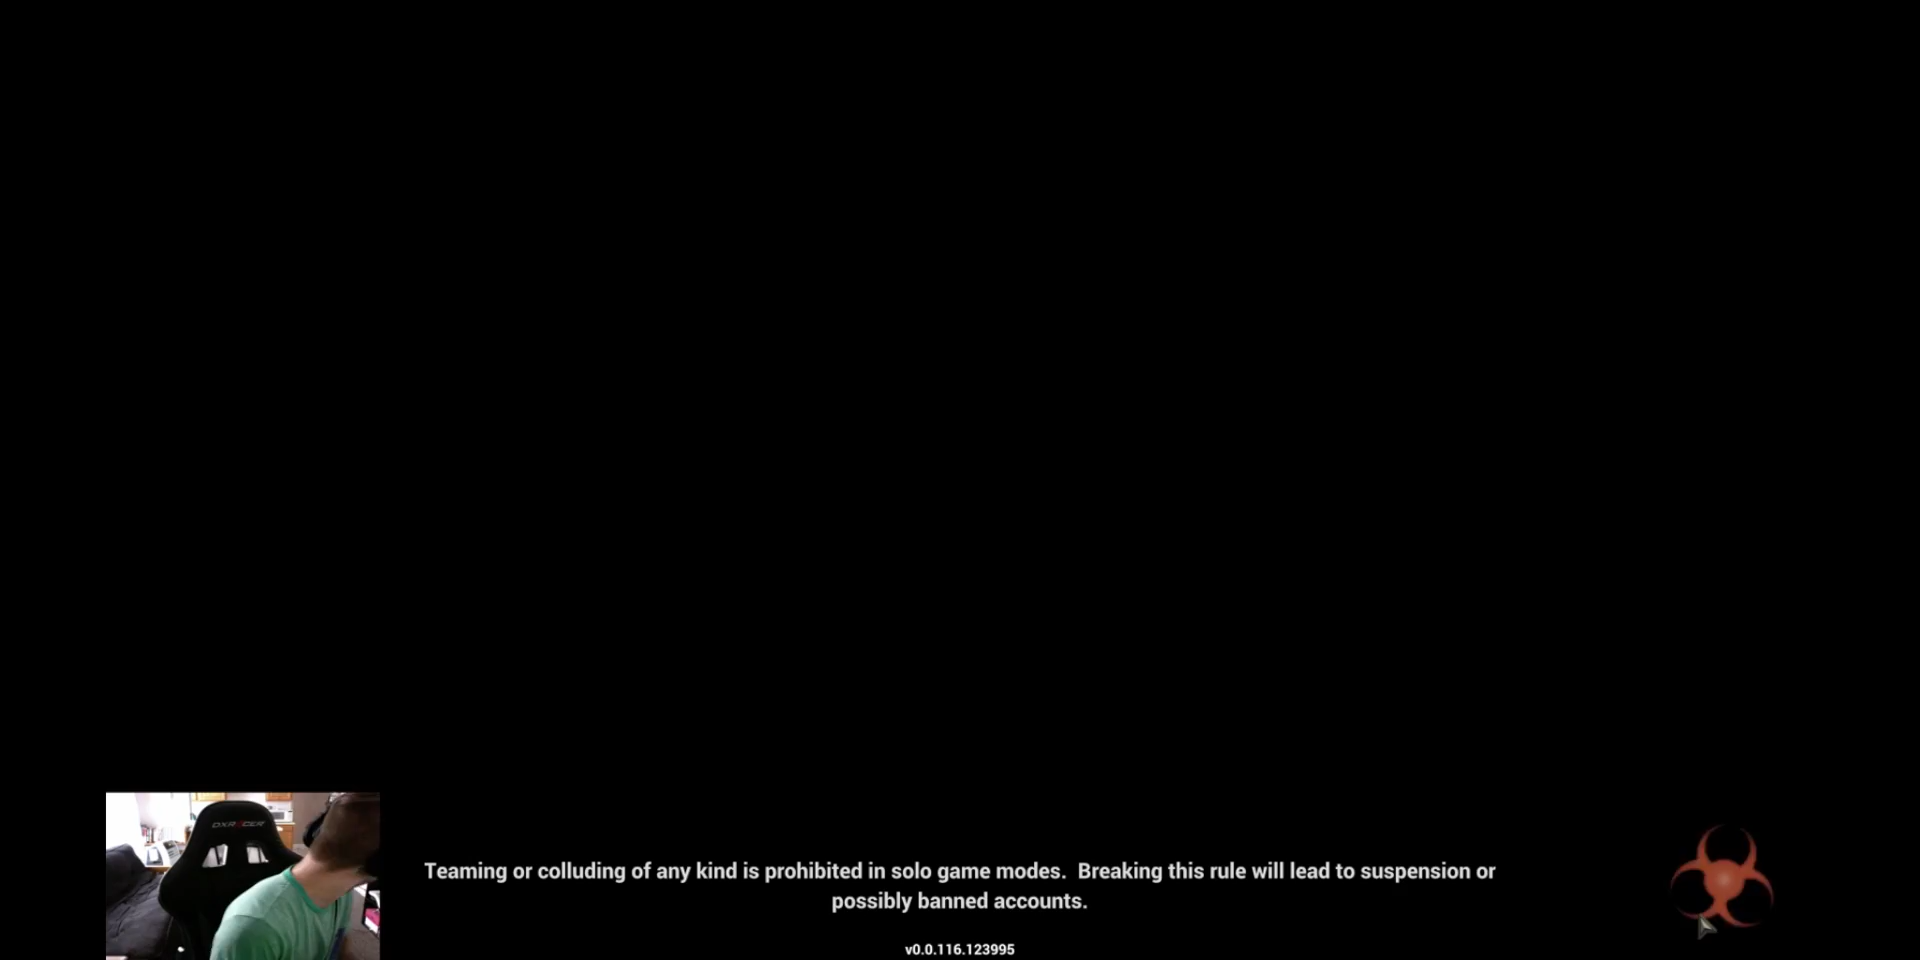 DXRACER
Teaming or colluding of any kind is prohibited in solo game modes.  Breaking this rule will lead to suspension or
possibly banned accounts.
v0.0.116.123995